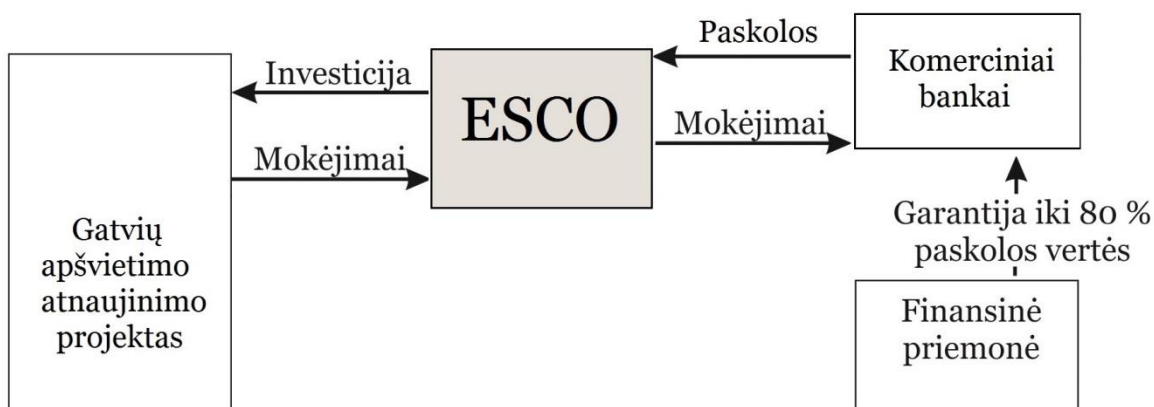 Paskolos
Investicija
ESCO
Komerciniai
bankai
Mokėjimai
Mokėjimai
Garantija iki 80 %
paskolos vertės
Gatvių
apšvietimo
atnaujinimo
projektas
Finansinė
priemonė